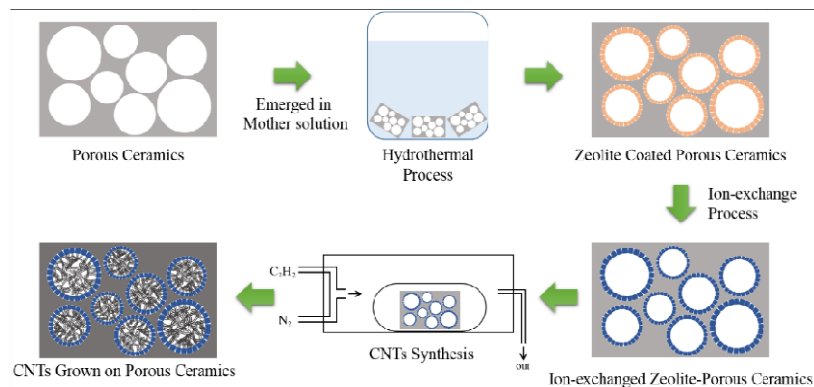 Porous Ceramics
Emerged in
Mother solution
Hydrothermal
Process
Zeolite Coated Porous Ceramics
Ion-exchange
Process
Ion-exchanged Zeolite-Porous Ceramics
C₂H₂
N₂
out
CNTs Synthesis
CNTs Grown on Porous Ceramics